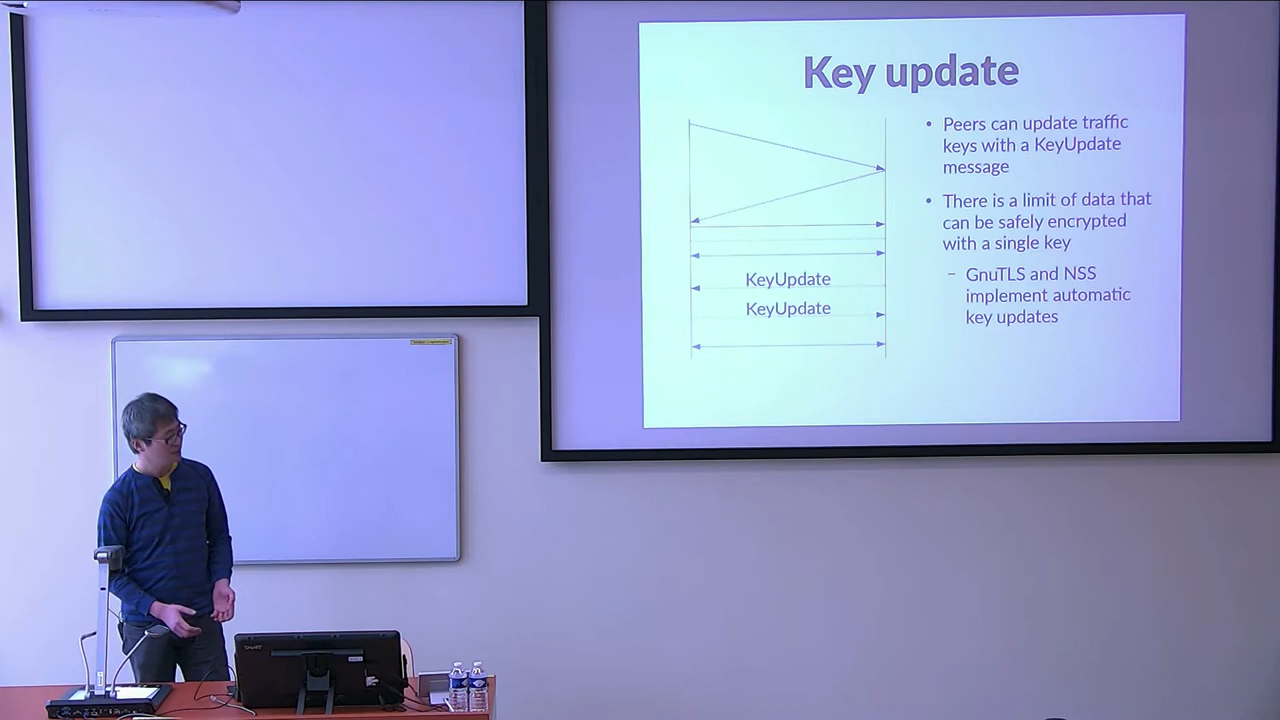 Key update
• Peers can update traffic
keys with a KeyUpdate
message
• There is a limit of data that
can be safely encrypted
with a single key
– GnuTLS and NSS
implement automatic
key updates
KeyUpdate
KeyUpdate